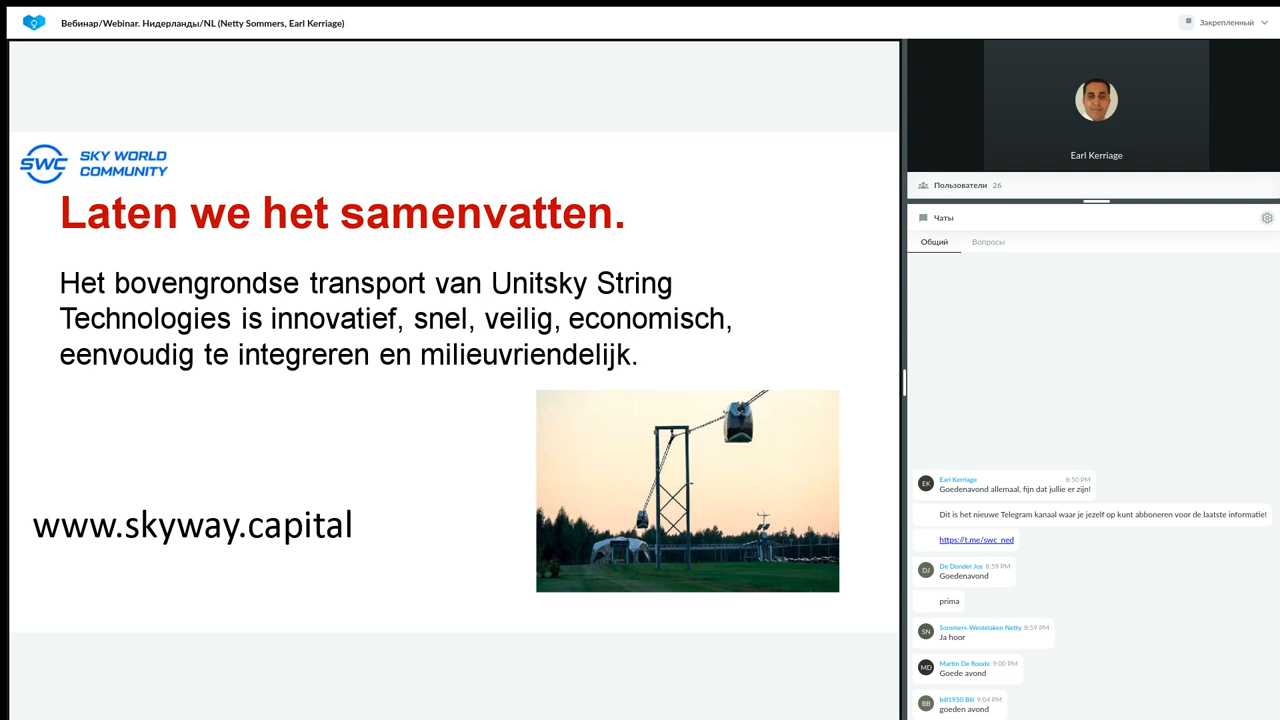 Вебинар/Webinar. Нидерланды/NL (Netty Sommers, Earl Kerriage)
Закрепленный
SWC SKY WORLD
COMMUNITY
Laten we het samenvatten.
Het bovengrondse transport van Unitsky String
Technologies is innovatief, snel, veilig, economisch,
eenvoudig te integreren en milieuvriendelijk.
www.skyway.capital
Earl Kerriage
Пользователи 26
Чаты
Общий Вопросы
EK Earl Kerriage 8:50 PM
Goedenavond allemaal, fijn dat jullie er zijn!
Dit is het nieuwe Telegram kanaal waar je jezelf op kunt abboneren voor de laatste informatie!
https://t.me/swc_ned
DJ De Donder Jos 8:59 PM
Goedenavond
prima
SN Sommers-Westelaken Netty 8:59 PM
Ja hoor
MD Martin De Roode 9:00 PM
Goede avond
BB bill1950 Bill 9:04 PM
goeden avond